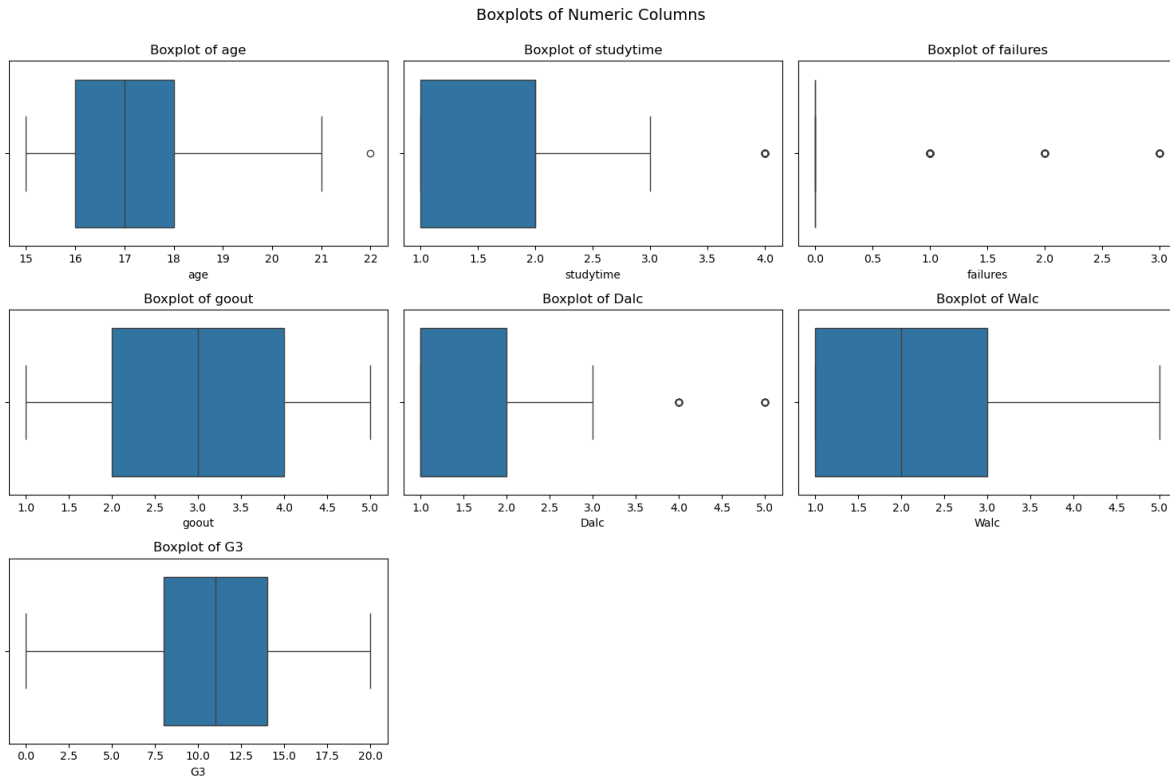 Boxplots of Numeric Columns
Boxplot of age
15 16 17 18 19 20 21 22
age
Boxplot of studytime
1.0 1.5 2.0 2.5 3.0 3.5 4.0
studytime
Boxplot of failures
0.0 0.5 1.0 1.5 2.0 2.5 3.0
failures
Boxplot of goout
1.0 1.5 2.0 2.5 3.0 3.5 4.0 4.5 5.0
goout
Boxplot of Dalc
1.0 1.5 2.0 2.5 3.0 3.5 4.0 4.5 5.0
Dalc
Boxplot of Walc
1.0 1.5 2.0 2.5 3.0 3.5 4.0 4.5 5.0
Walc
Boxplot of G3
0.0 2.5 5.0 7.5 10.0 12.5 15.0 17.5 20.0
G3